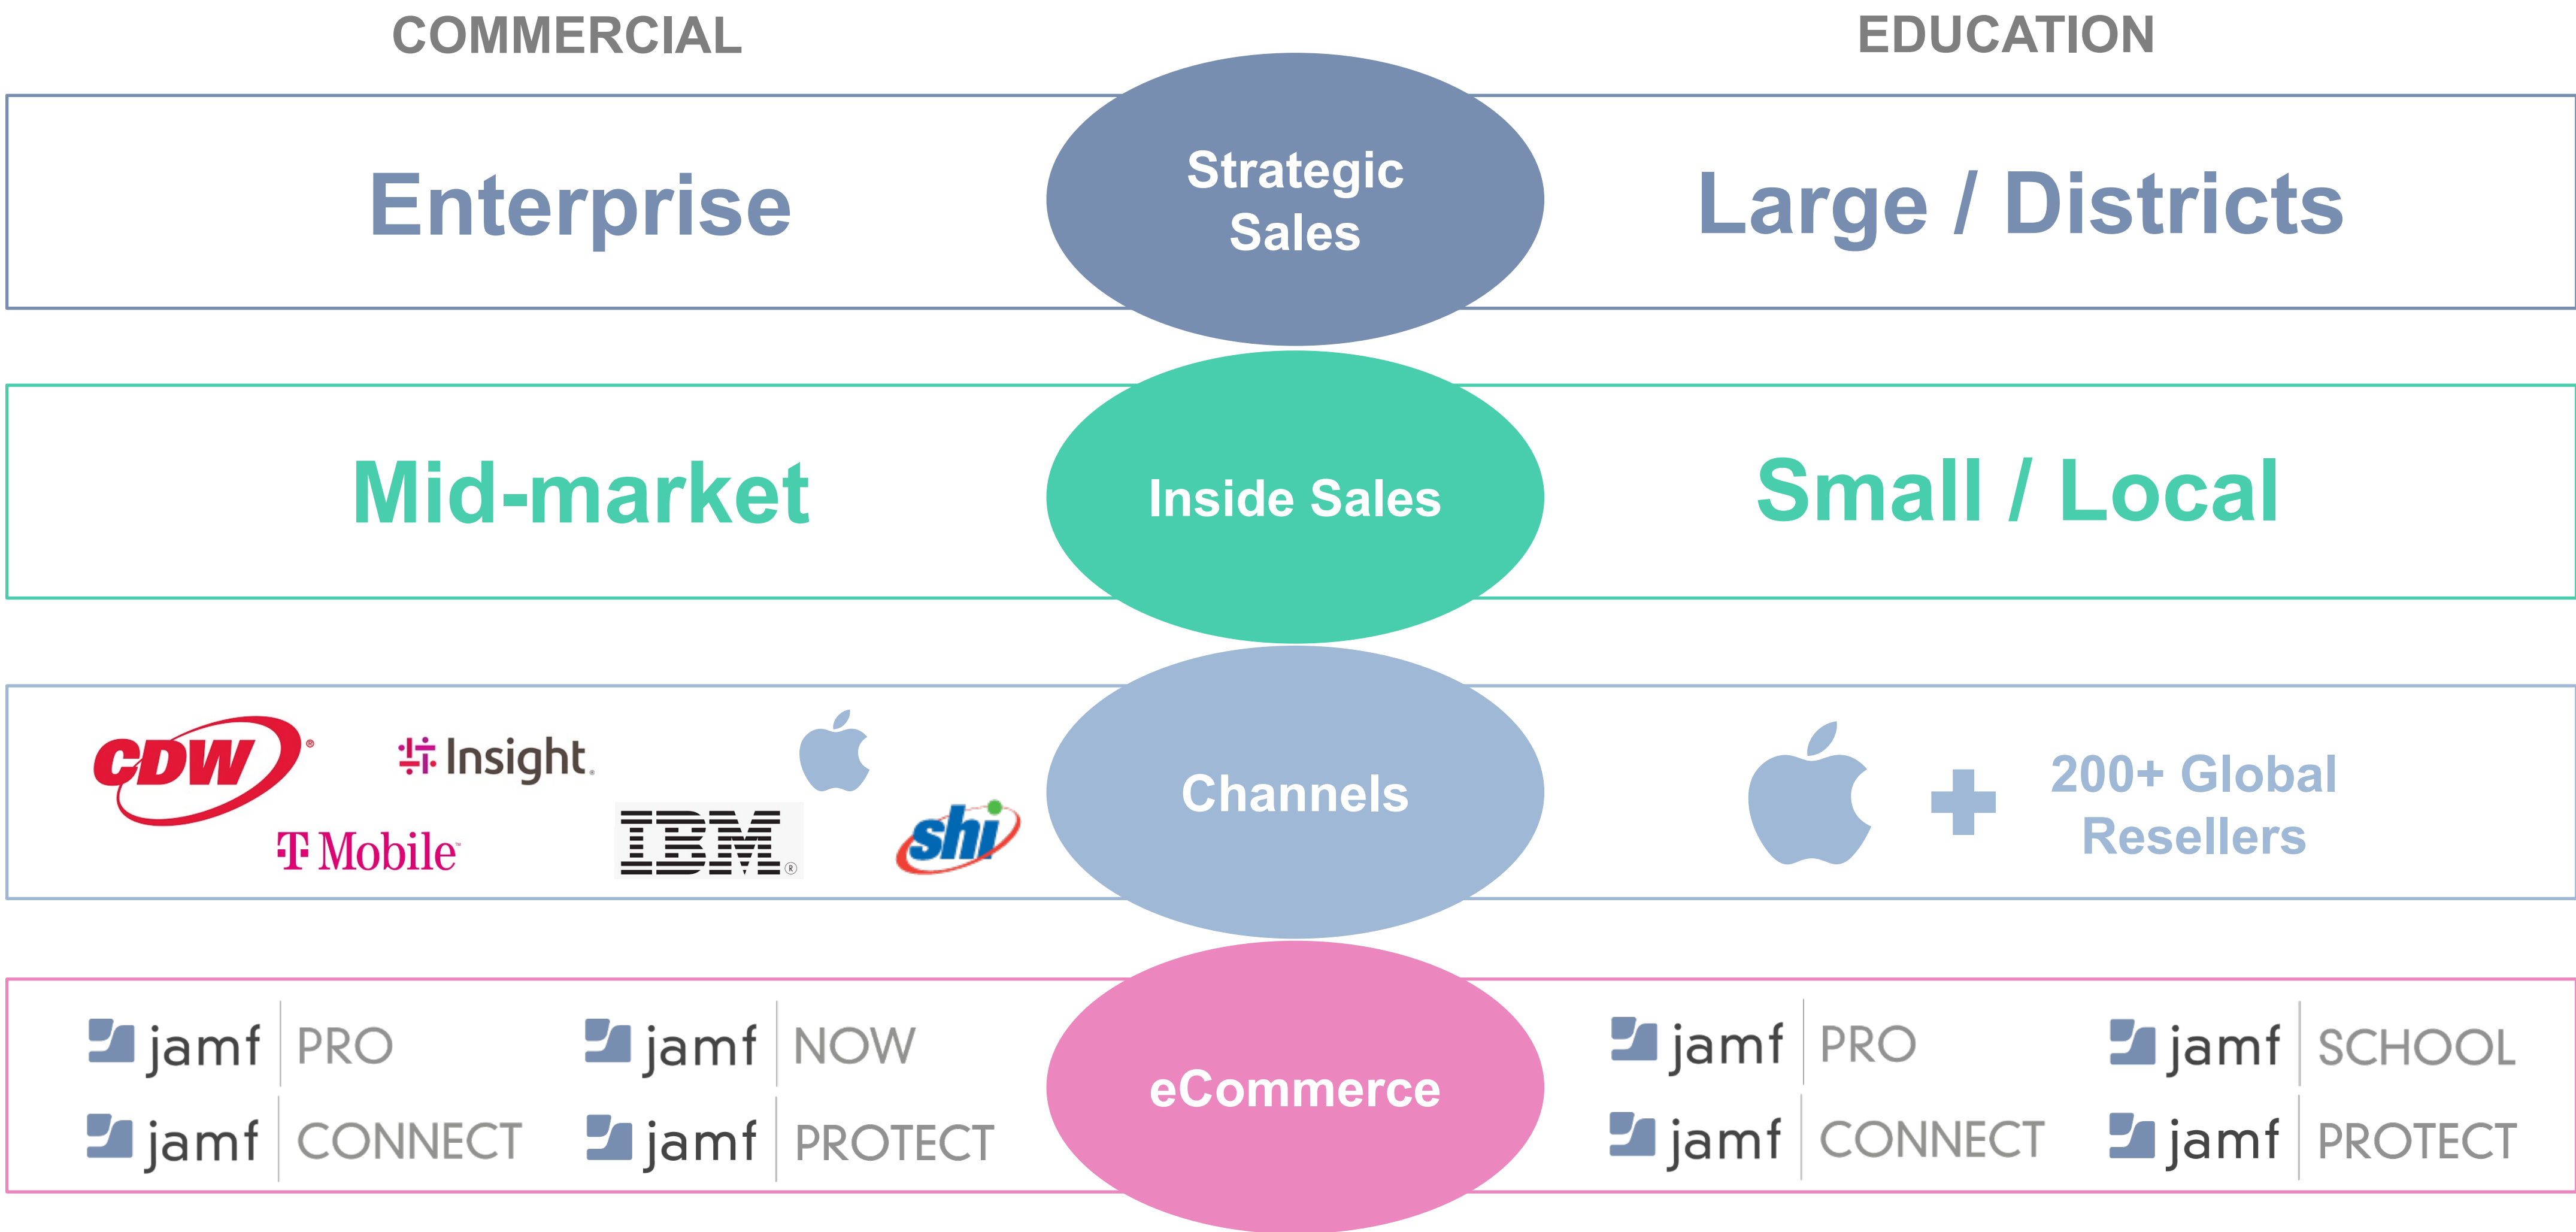 COMMERCIAL
EDUCATION
Enterprise
Strategic
Sales
Large / Districts
Mid-market
Inside Sales
Small / Local
CDW®
Insight.
T Mobile™
IBM®
shi
Channels
200+ Global
Resellers
jamf | PRO
jamf | NOW
jamf | CONNECT
jamf | PROTECT
eCommerce
jamf | PRO
jamf | SCHOOL
jamf | CONNECT
jamf | PROTECT